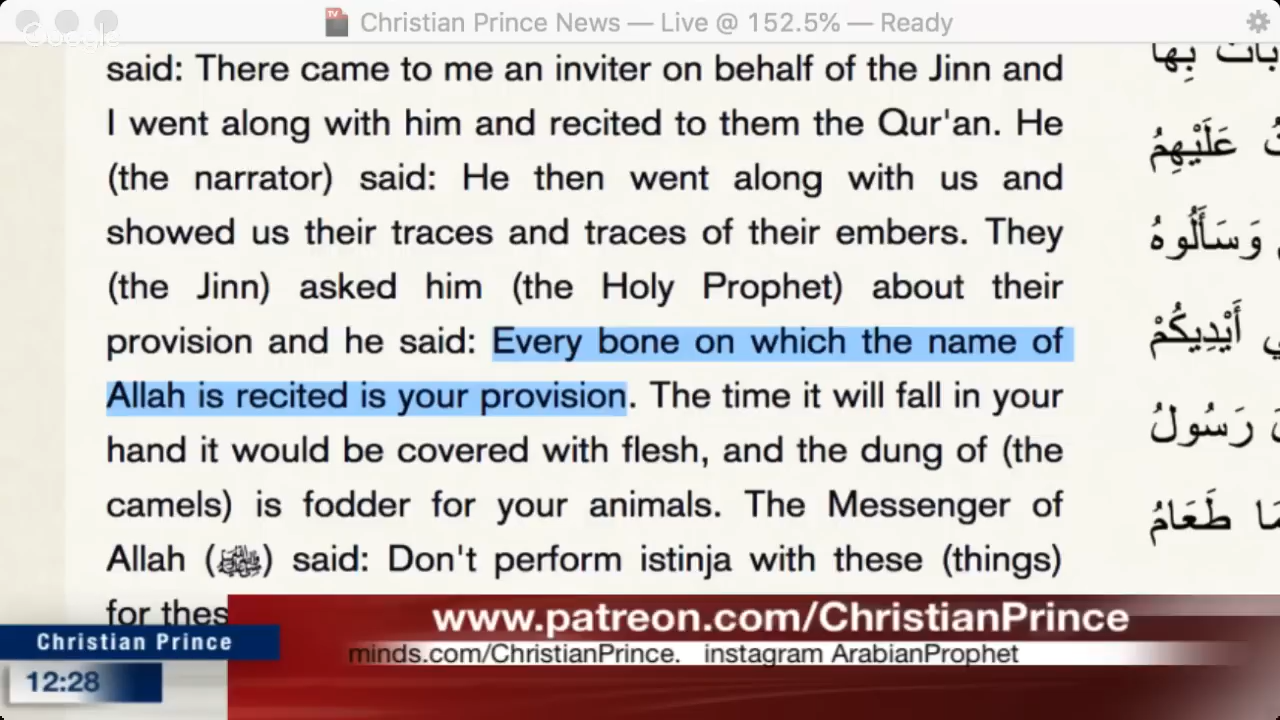 Christian Prince News — Live @ 152.5% — Ready
Google
said: There came to me an inviter on behalf of the Jinn and
I went along with him and recited to them the Qur'an. He
(the narrator) said: He then went along with us and
showed us their traces and traces of their embers. They
(the Jinn) asked him (the Holy Prophet) about their
provision and he said: Every bone on which the name of
Allah is recited is your provision. The time it will fall in your
hand it would be covered with flesh, and the dung of (the
camels) is fodder for your animals. The Messenger of
Allah (ﷺ) said: Don't perform istinja with these (things)
for thes
عَلَيْهِمُ
وَسَأَلُوهُ
أَيْدِيكُمْ
رَسُولُ
طَعَامُ
www.patreon.com/ChristianPrince
Christian Prince
minds.com/ChristianPrince. instagram ArabianProphet
12:28